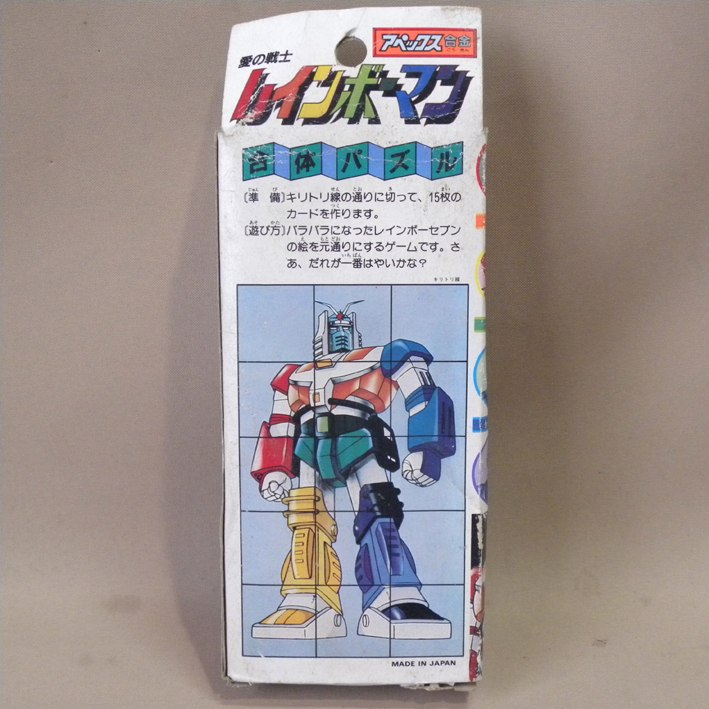 アペックス合金
ごう きん
愛の戦士
レインボーマン
合体パズル
〔準備〕キリトリ線の通りに切って、15枚の
カードを作ります。
〔遊び方〕バラバラになったレインボーセブン
の絵を元通りにするゲームです。さ
あ、だれが一番はやいかな?
キリトリ線
MADE IN JAPAN